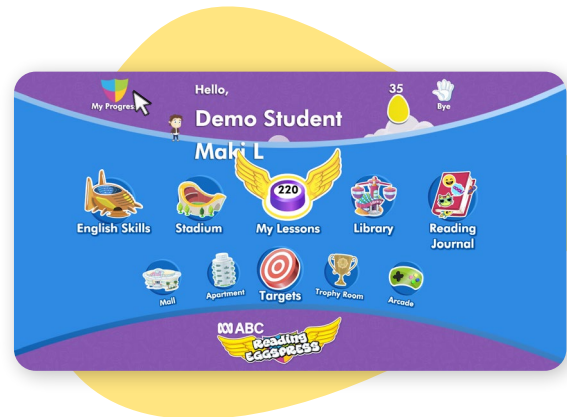 Hello,
35
My Progres
Bye
Demo Student
Maki L
220
English Skills
Stadium
My Lessons
Library
Reading
Journal
Mall
Apartment
Targets
Trophy Room
Arcade
ABC
Reading
Eggspress